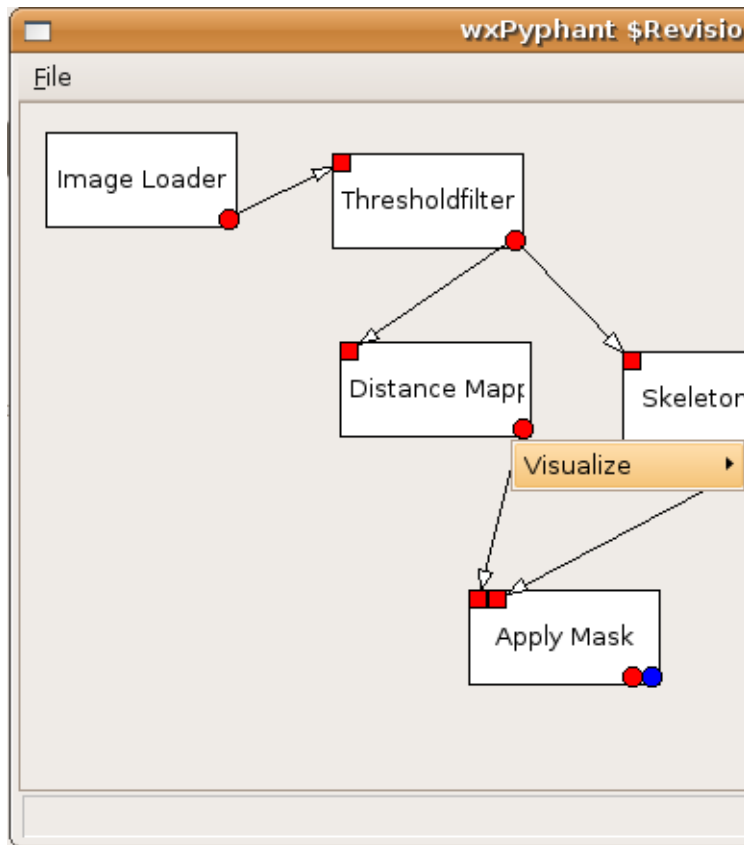 wxPyphant $Revisio
File
Image Loader
Thresholdfilter
Distance Mapp
Skeleton
Visualize
Apply Mask